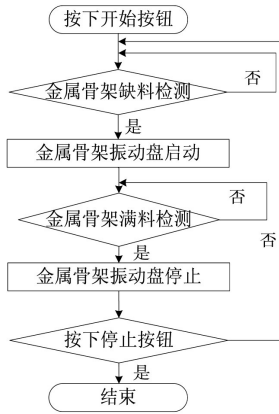 按下开始按钮
否
金属骨架缺料检测
是
金属骨架振动盘启动
否
金属骨架满料检测
否
是
金属骨架振动盘停止
按下停止按钮
是
结束